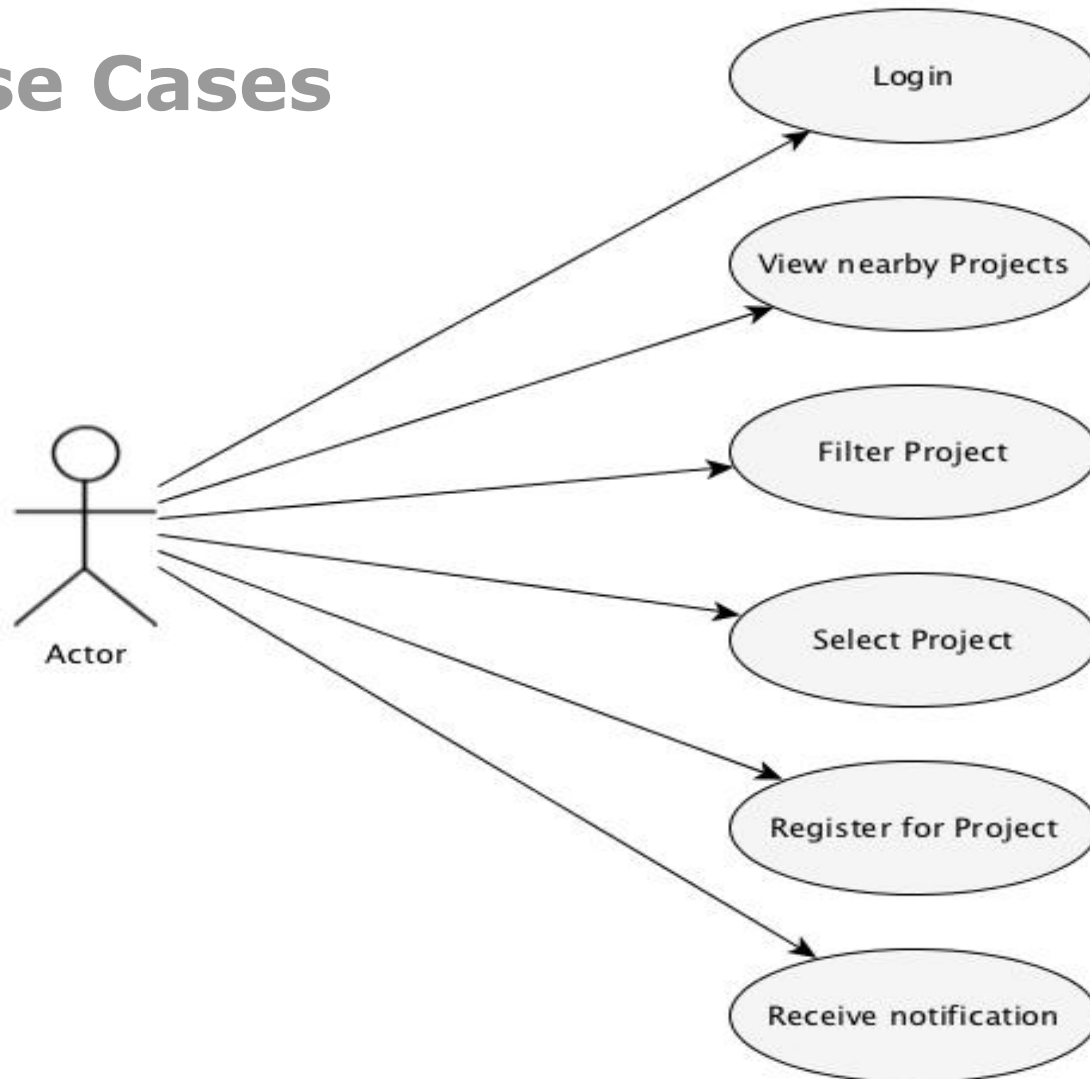 se Cases
Login
View nearby Projects
Filter Project
Select Project
Actor
Register for Project
Receive notification